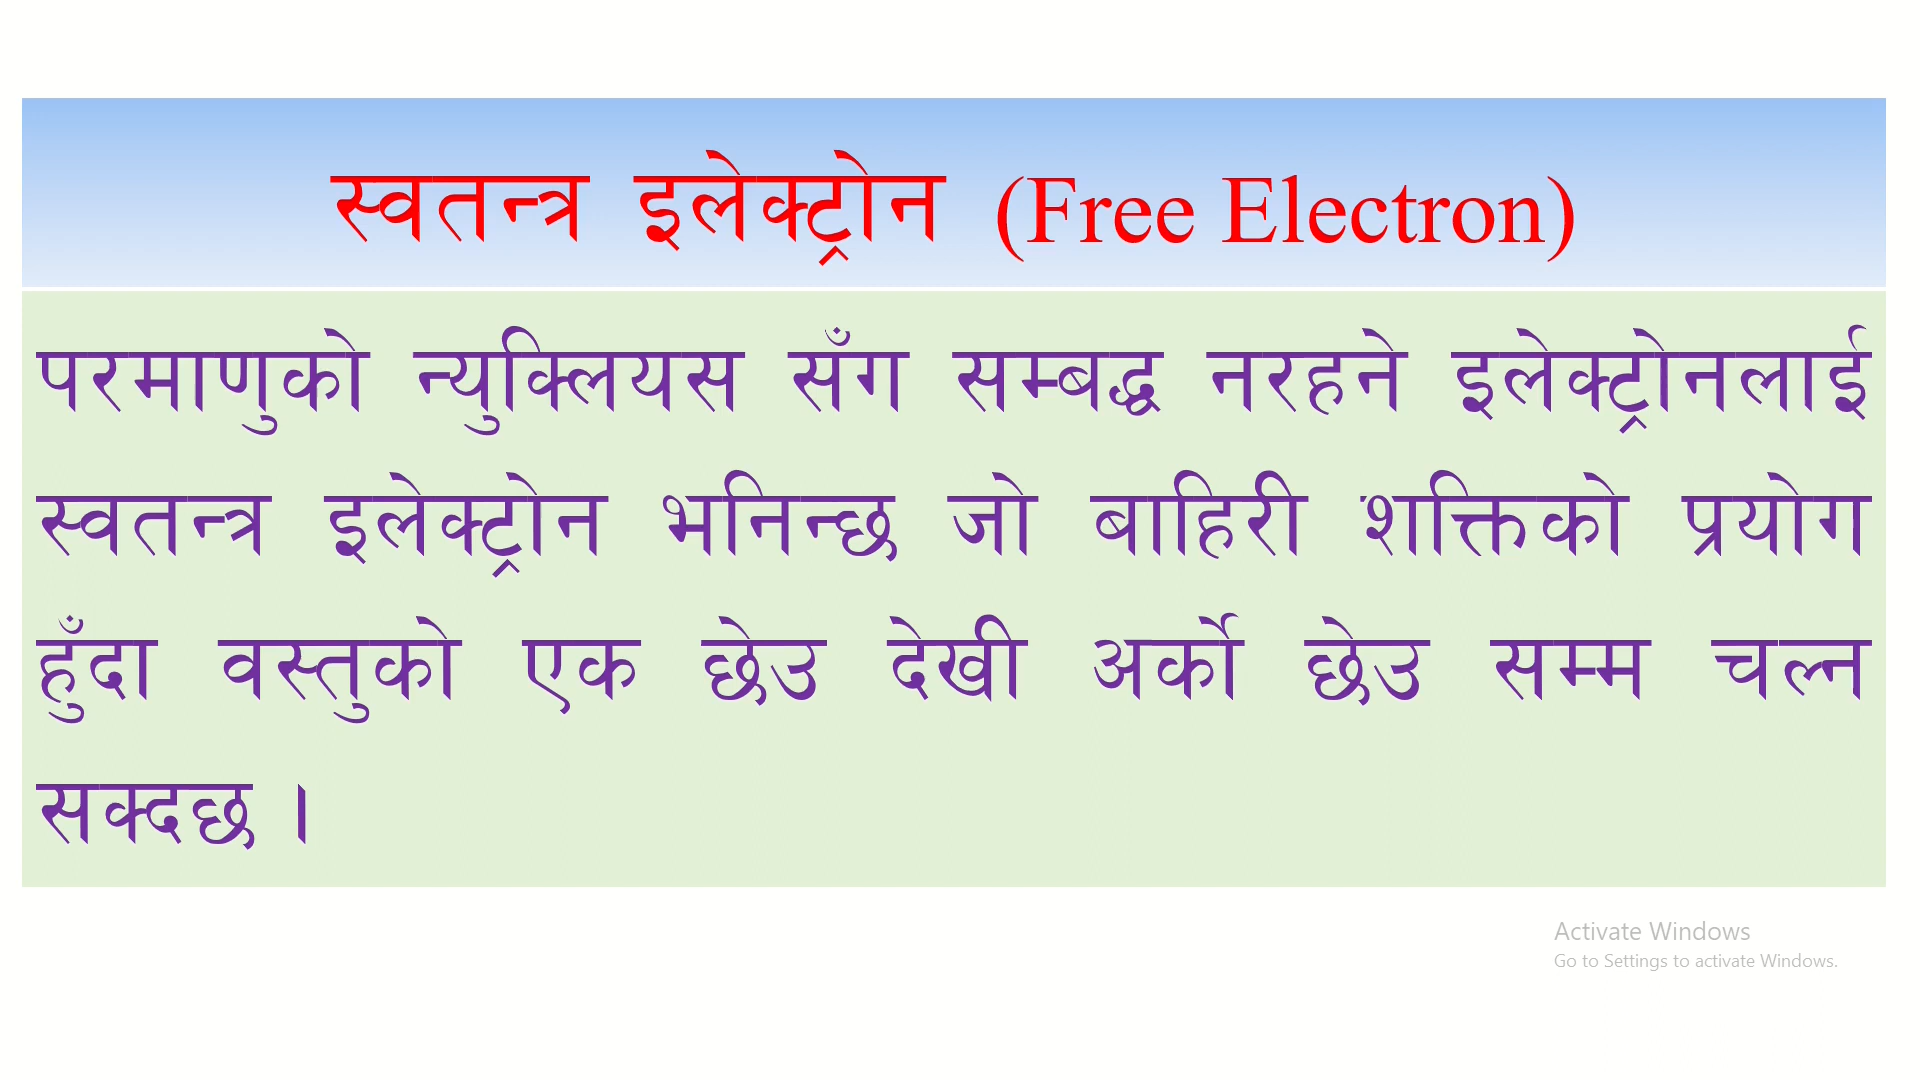 स्वतन्त्र इलेक्ट्रोन (Free Electron)
परमाणुको न्युक्लियस सँग सम्बद्ध नरहने इलेक्ट्रोनलाई
स्वतन्त्र इलेक्ट्रोन भनिन्छ जो बाहिरी शक्तिको प्रयोग
हुँदा वस्तुको एक छेउ देखी अर्को छेउ सम्म चल्न
सक्दछ ।
Activate Windows
Go to Settings to activate Windows.